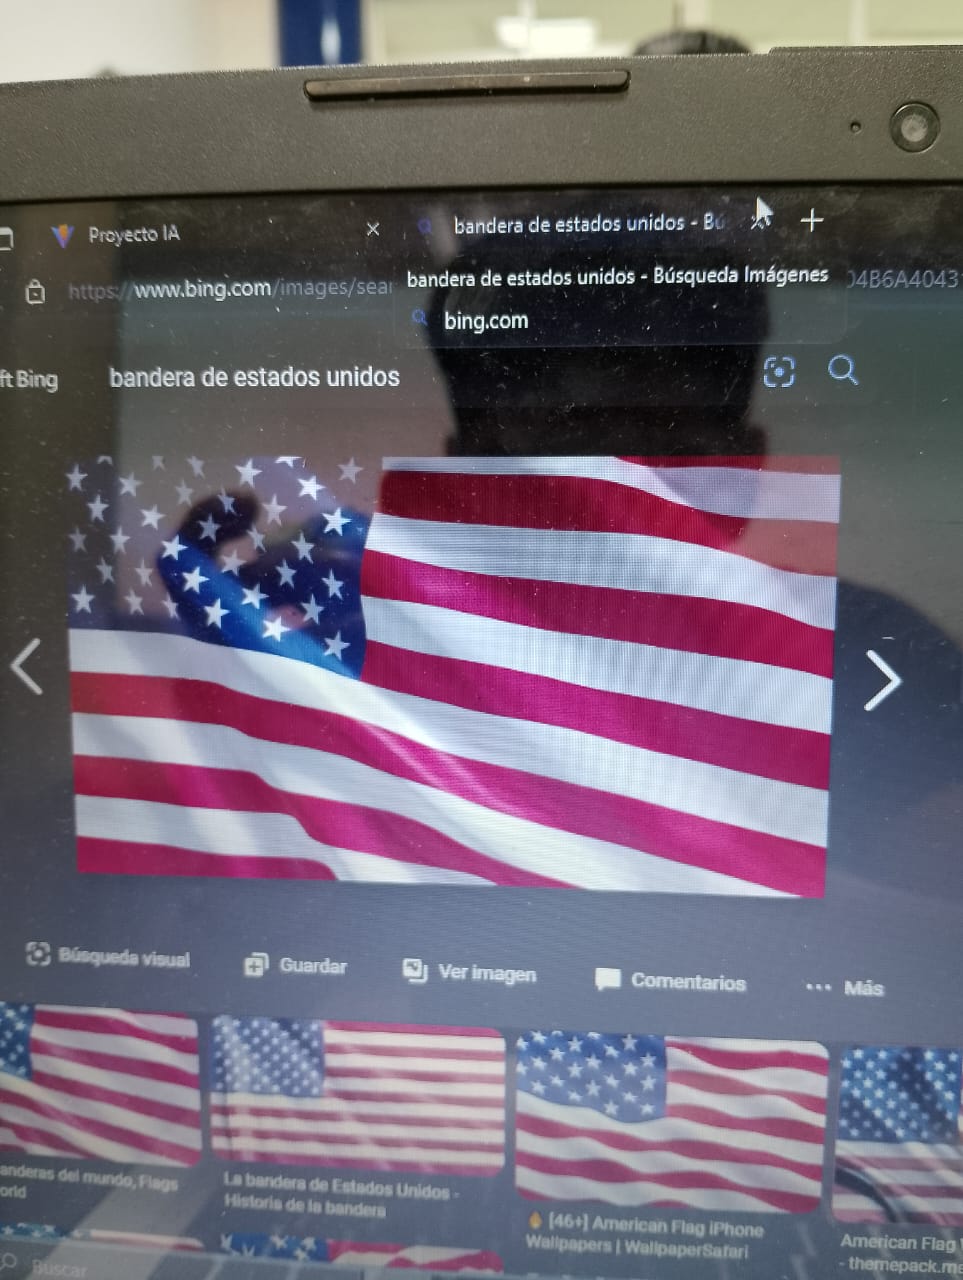 Proyecto IA
bandera de estados unidos - Bú
https://www.bing.com/images/sear
bandera de estados unidos - Búsqueda Imágenes
04B6A4043
bing.com
ft Bing
bandera de estados unidos
Búsqueda visual
Guardar
Ver imagen
Comentarios
Más
anderas del mundo, Flags
orld
La bandera de Estados Unidos -
Historia de la bandera
[46+] American Flag iPhone
Wallpapers | WallpaperSafari
American Flag
- themepack.me
Buscar